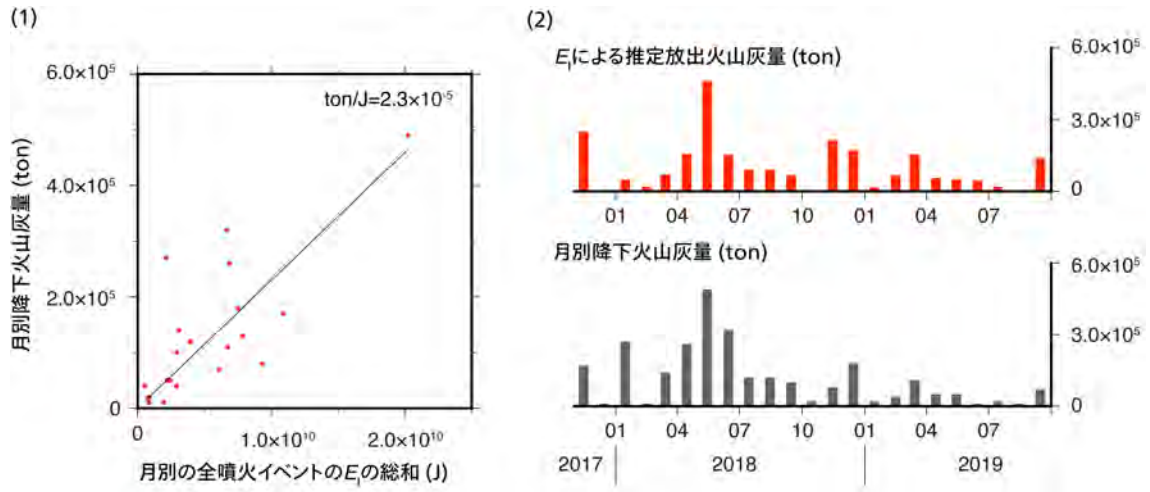 (1)
6.0×10⁵
ton/J=2.3×10⁻⁵
4.0×10⁵
2.0×10⁵
0
月別降下火山灰量 (ton)
0
1.0×10¹⁰
2.0×10¹⁰
月別の全噴火イベントのEᵢの総和 (J)
(2)
Eᵢによる推定放出火山灰量 (ton)
6.0×10⁵
3.0×10⁵
0
01 04 07 10 01 04 07
月別降下火山灰量 (ton)
6.0×10⁵
3.0×10⁵
0
01 04 07 10 01 04 07
2017 2018 2019